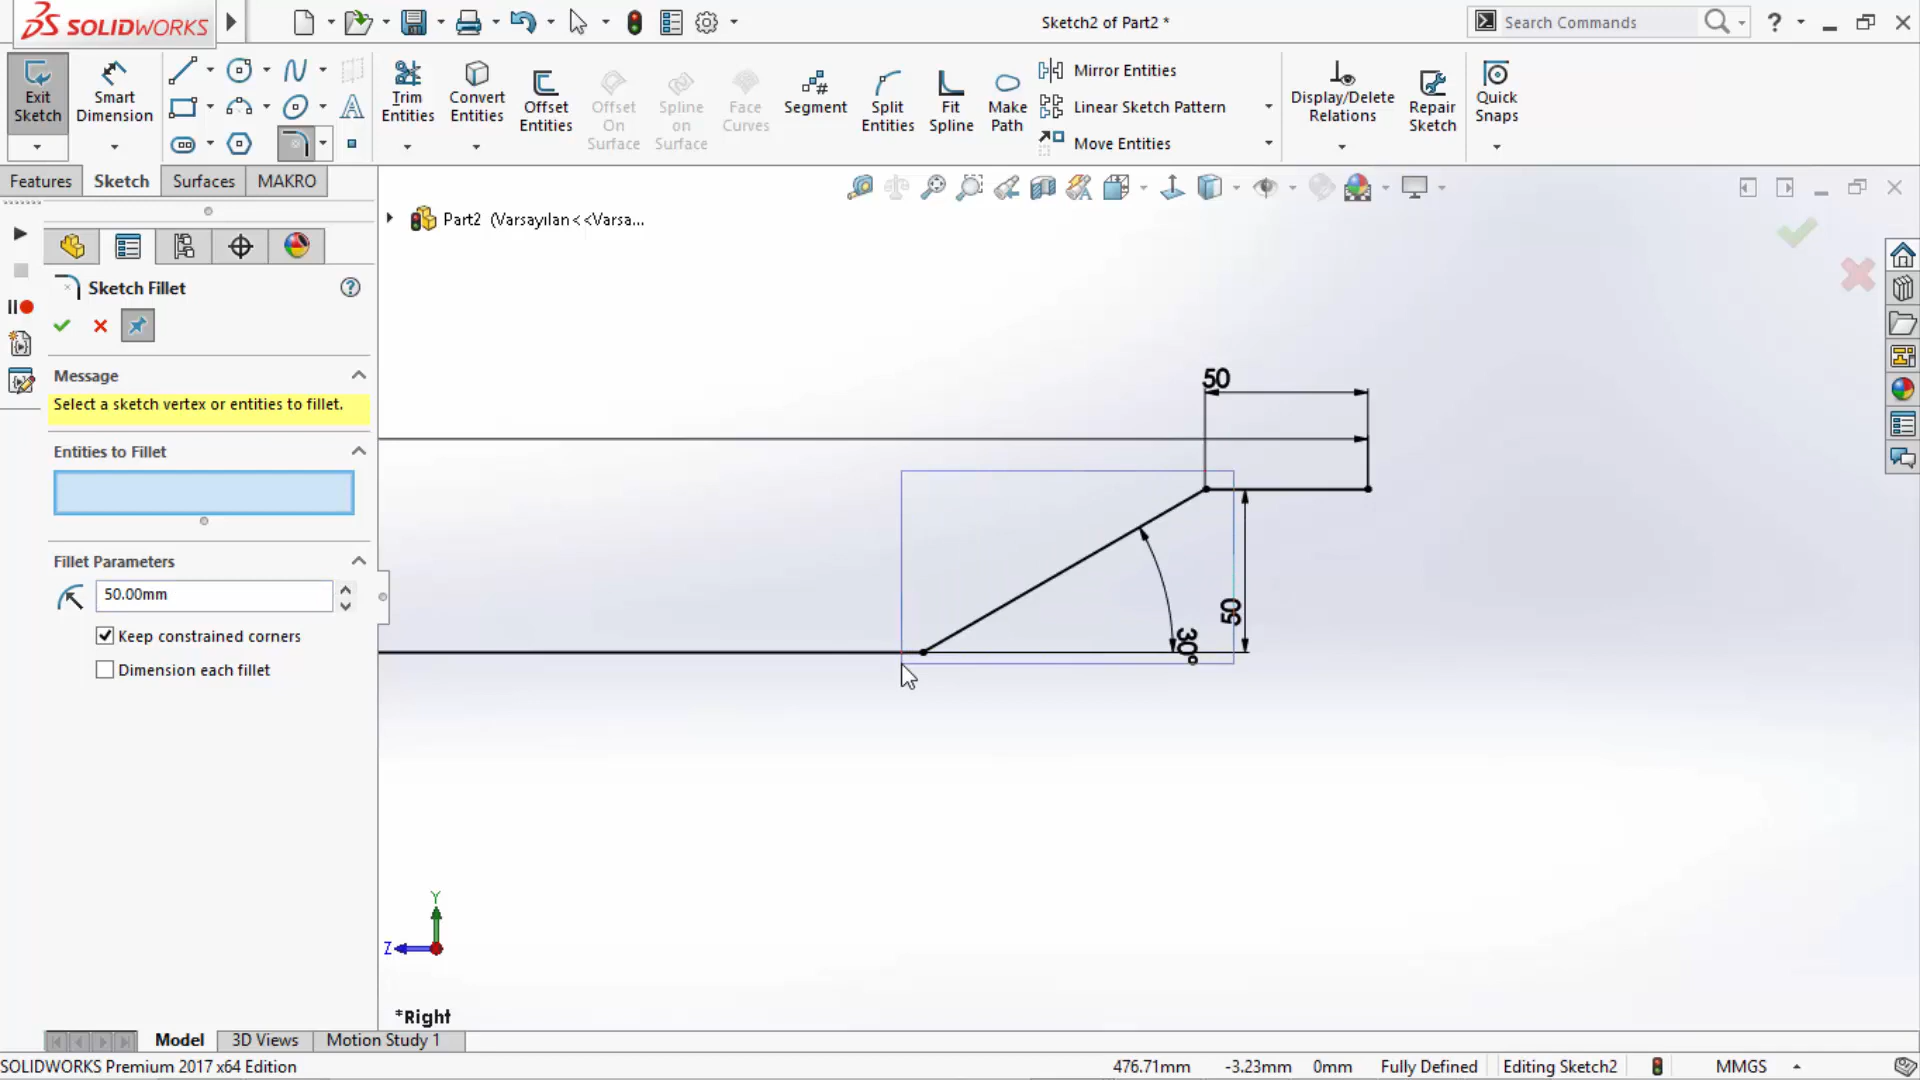 SOLIDWORKS
Sketch2 of Part2 *
Search Commands
?
Exit Sketch
Smart Dimension
Trim Entities
Convert Entities
Offset Entities
Offset On Surface
Spline on Surface
Face Curves
Segment
Split Entities
Fit Spline
Make Path
Mirror Entities
Linear Sketch Pattern
Move Entities
Display/Delete Relations
Repair Sketch
Quick Snaps
Features
Sketch
Surfaces
MAKRO
Part2 (Varsayılan<<Varsa...
Sketch Fillet
?
Message
Select a sketch vertex or entities to fillet.
Entities to Fillet
Fillet Parameters
50.00mm
Keep constrained corners
Dimension each fillet
50
50
30°
Y
Z
*Right
Model
3D Views
Motion Study 1
SOLIDWORKS Premium 2017 x64 Edition
476.71mm
-3.23mm
0mm
Fully Defined
Editing Sketch2
MMGS